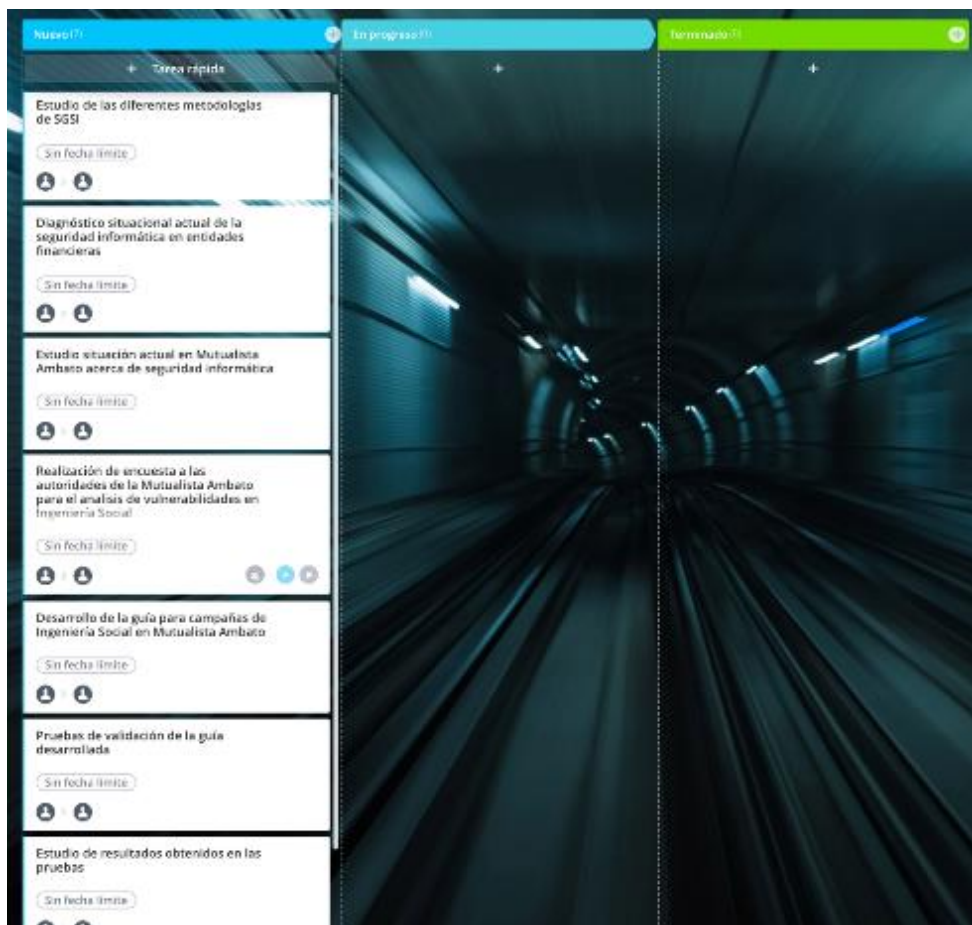 Nuevo (7)
En progreso (0)
Terminado
+ Tarea rápida
+
+
Estudio de las diferentes metodologías
de SGSI
Sin fecha límite
Diagnóstico situacional actual de la
seguridad informática en entidades
financieras
Sin fecha límite
Estudio situación actual en Mutualista
Ambato acerca de seguridad informática
Sin fecha límite
Realización de encuesta a las
autoridades de la Mutualista Ambato
para el analisis de vulnerabilidades en
Ingeniería Social
Sin fecha límite
Desarrollo de la guía para campañas de
Ingeniería Social en Mutualista Ambato
Sin fecha límite
Pruebas de validación de la guía
desarrollada
Sin fecha límite
Estudio de resultados obtenidos en las
pruebas
Sin fecha límite